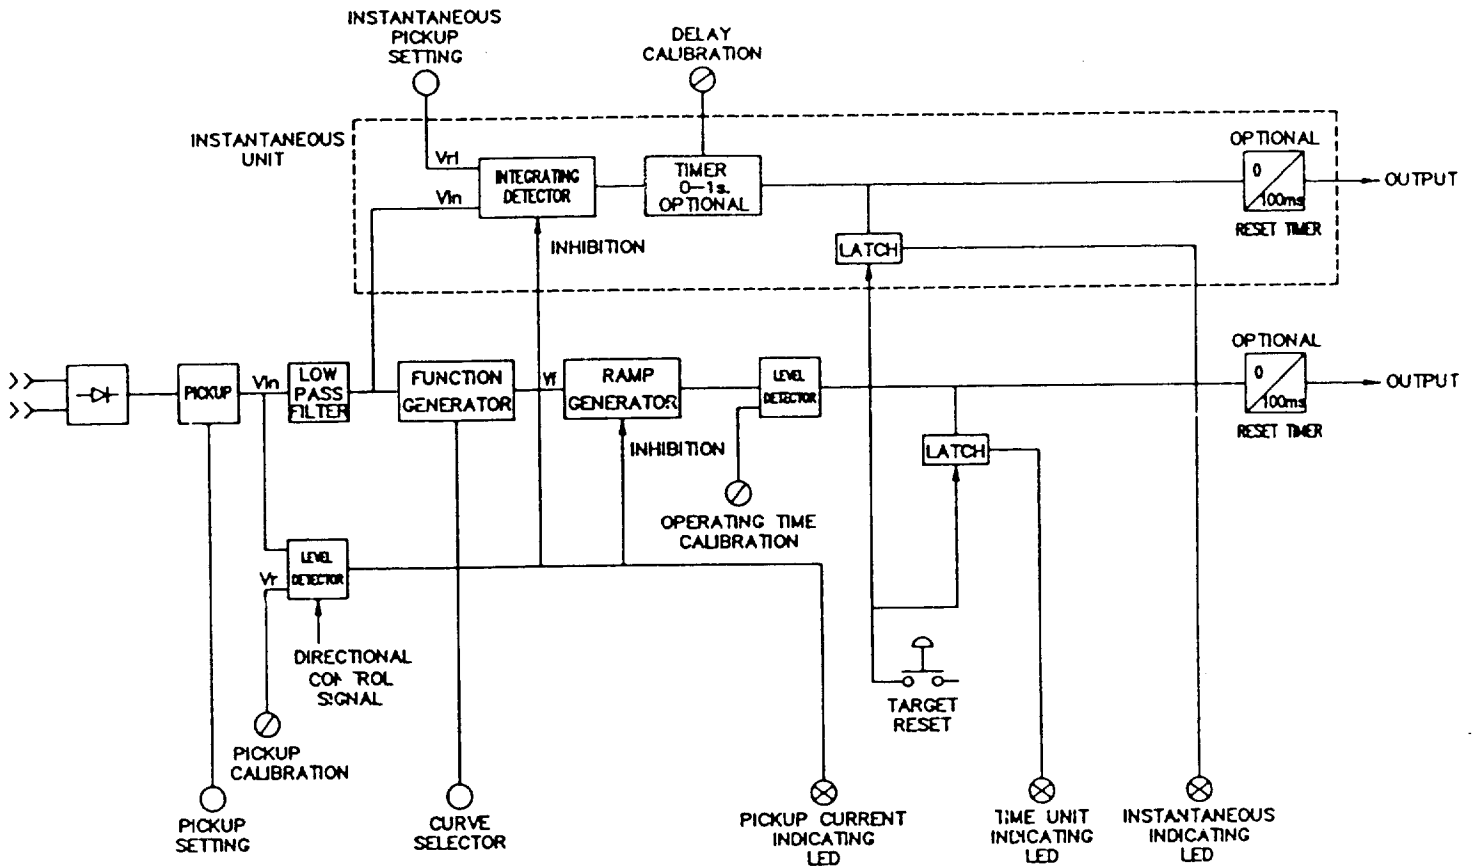 INSTANTANEOUS
PICKUP
SETTING
DELAY
CALIBRATION
INSTANTANEOUS
UNIT
OPTIONAL
VrI
VIn
INTEGRATING
DETECTOR
TIMER
0-1s.
OPTIONAL
0
100ms
OUTPUT
RESET TIMER
INHIBITION
LATCH
OPTIONAL
PICKUP
VIn
LOW
PASS
FILTER
FUNCTION
GENERATOR
Vf
RAMP
GENERATOR
LEVEL
DETECTOR
0
100ms
OUTPUT
RESET TIMER
INHIBITION
LATCH
OPERATING TIME
CALIBRATION
Vr
LEVEL
DETECTOR
DIRECTIONAL
CONTROL
SIGNAL
TARGET
RESET
PICKUP
CALIBRATION
PICKUP
SETTING
CURVE
SELECTOR
PICKUP CURRENT
INDICATING
LED
TIME UNIT
INDICATING
LED
INSTANTANEOUS
INDICATING
LED